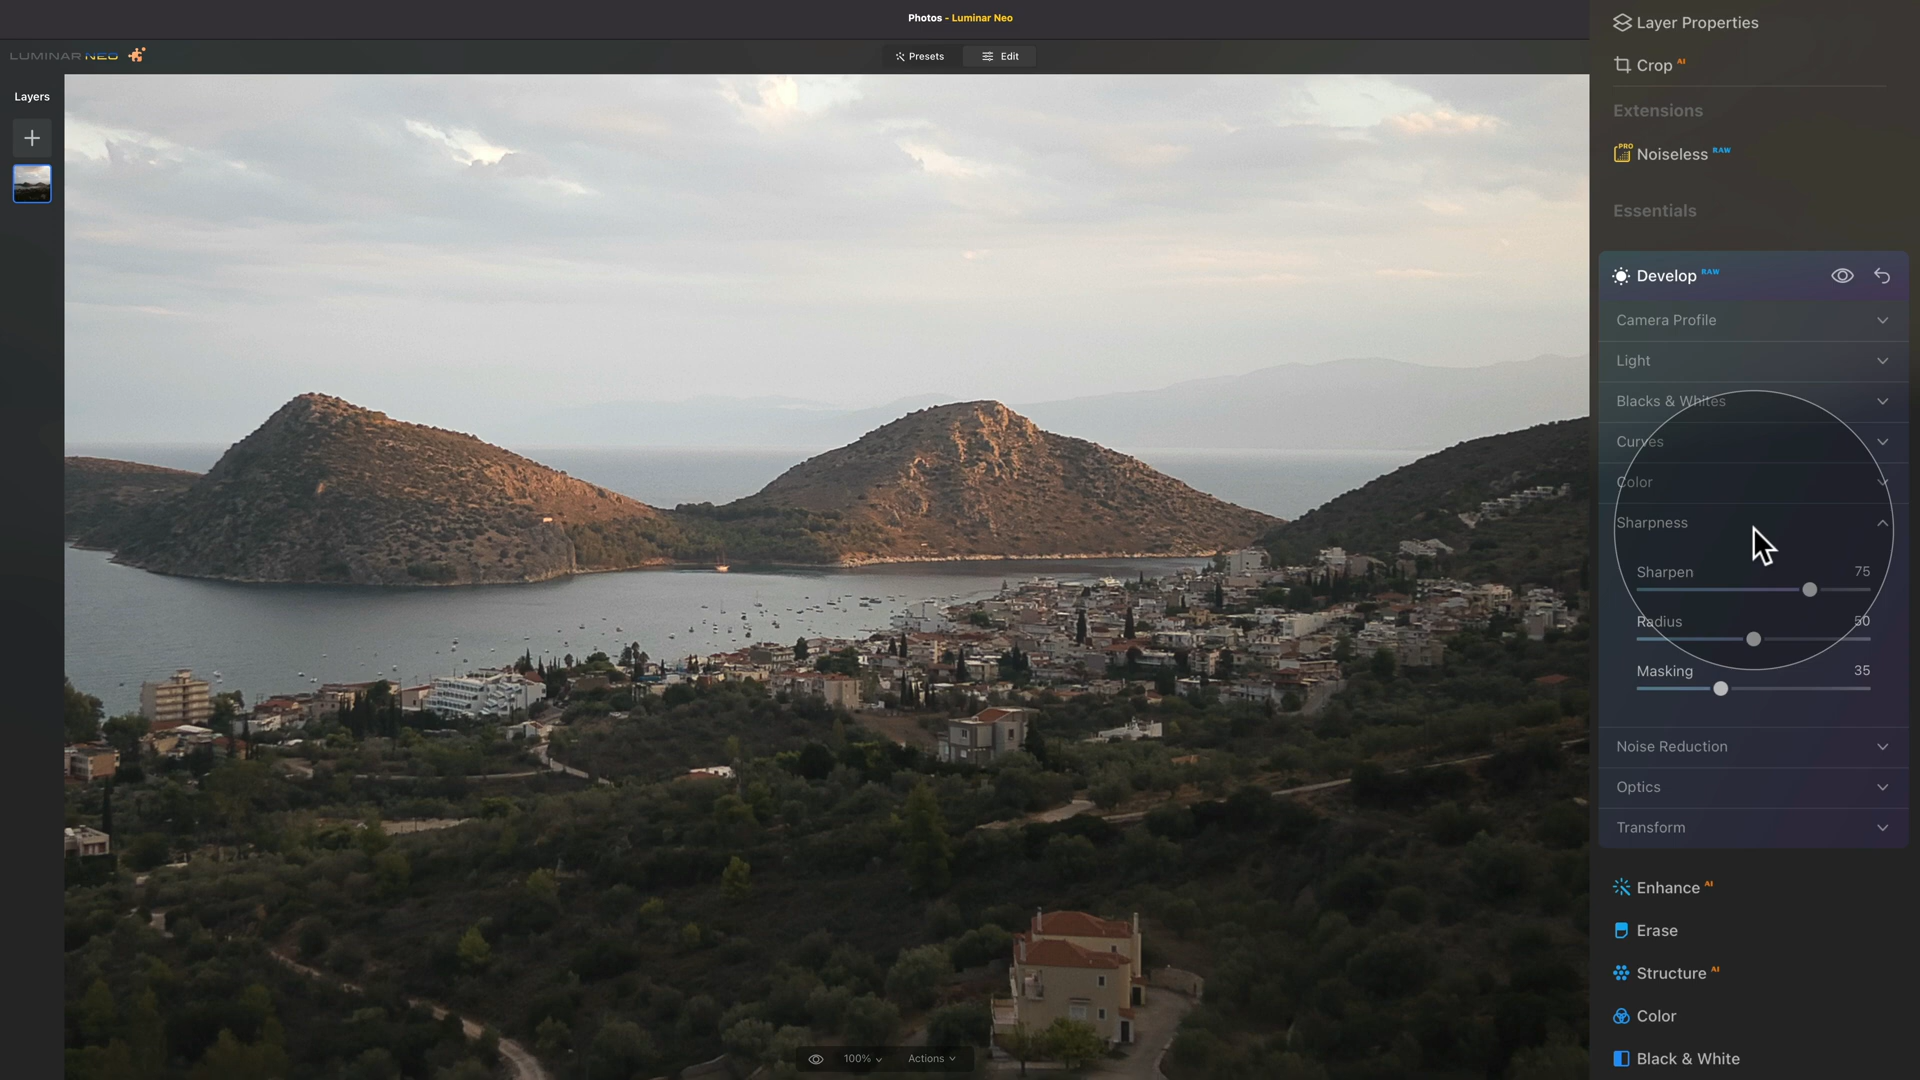 Photos - Luminar Neo
LUMINAR NEO
Presets
Edit
Layers
Layer Properties
Crop AI
Extensions
PRO
Noiseless RAW
Essentials
Develop RAW
Camera Profile
Light
Blacks & Whites
Curves
Color
Sharpness
Sharpen 75
Radius 50
Masking 35
Noise Reduction
Optics
Transform
Enhance AI
Erase
Structure AI
Color
Black & White
100%
Actions